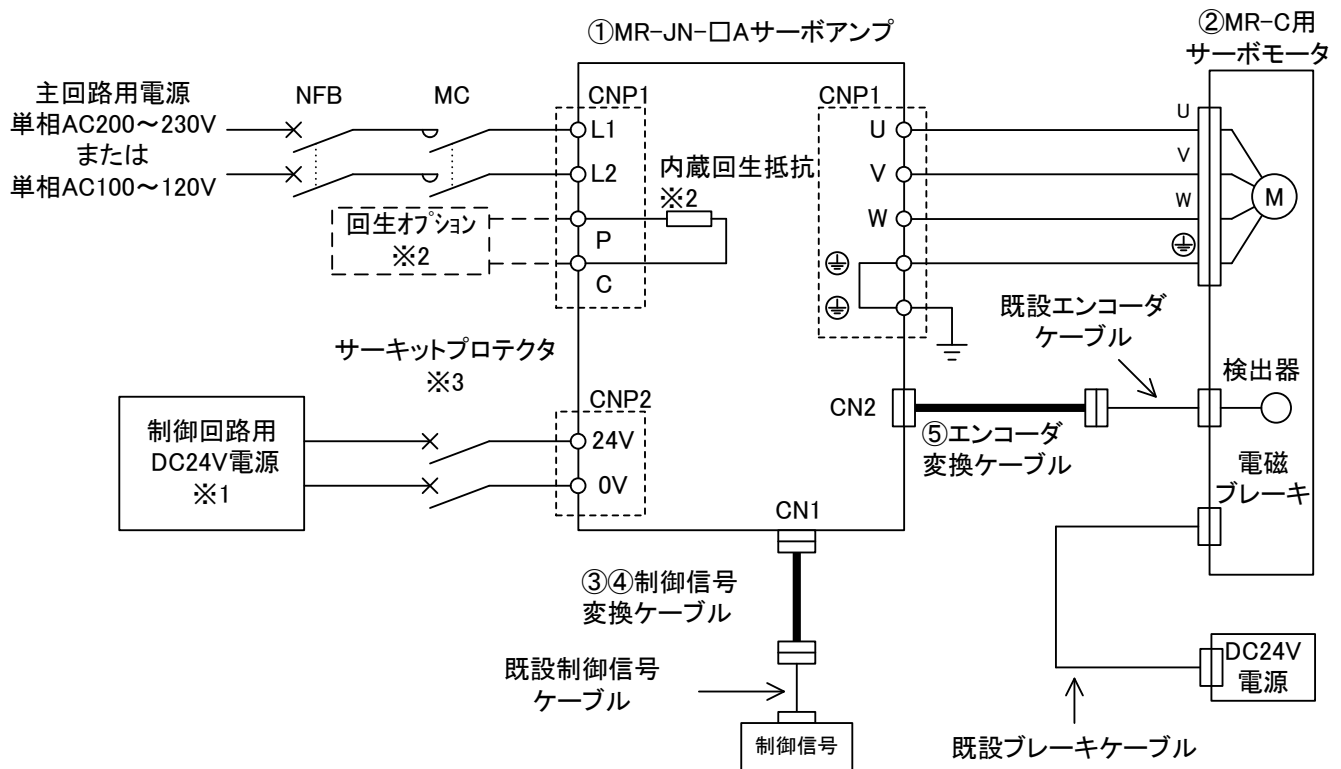 ①MR-JN-□Aサーボアンプ
②MR-C用
サーボモータ
主回路用電源
単相AC200～230V
または
単相AC100～120V
NFB
MC
CNP1
L1
L2
P
C
内蔵回生抵抗
※2
回生オプション
※2
CNP1
U
V
W
U
V
W
M
既設エンコーダ
ケーブル
サーキットプロテクタ
※3
制御回路用
DC24V電源
※1
CNP2
24V
0V
CN2
⑤エンコーダ
変換ケーブル
検出器
電磁
ブレーキ
CN1
③④制御信号
変換ケーブル
既設制御信号
ケーブル
制御信号
DC24V
電源
既設ブレーキケーブル